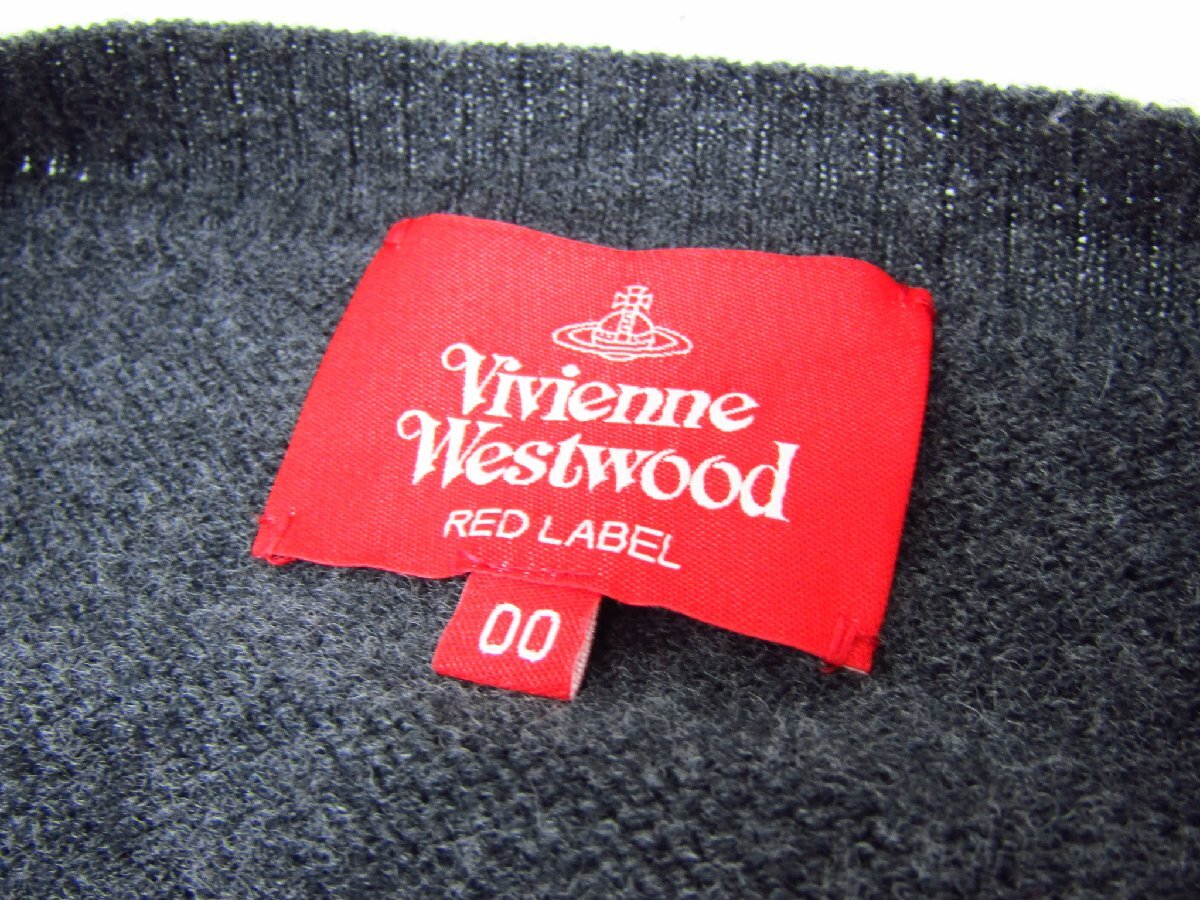 Vivienne
Westwood
RED LABEL
00